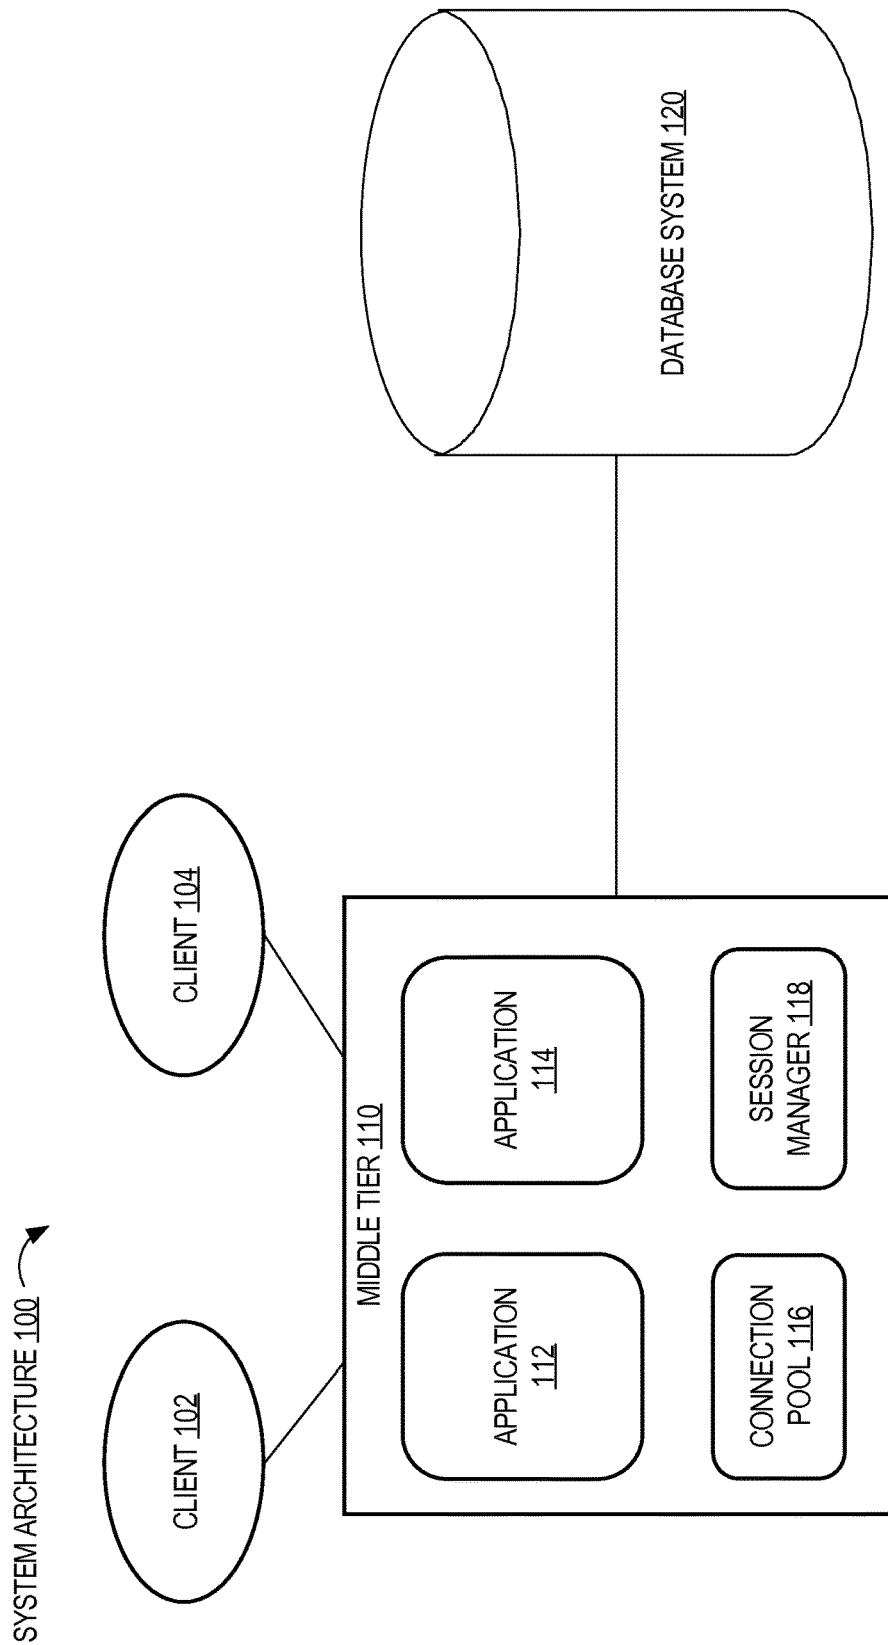 SYSTEM ARCHITECTURE 100
CLIENT 102
CLIENT 104
MIDDLE TIER 110
APPLICATION
112
APPLICATION
114
CONNECTION
POOL 116
SESSION
MANAGER 118
DATABASE SYSTEM 120